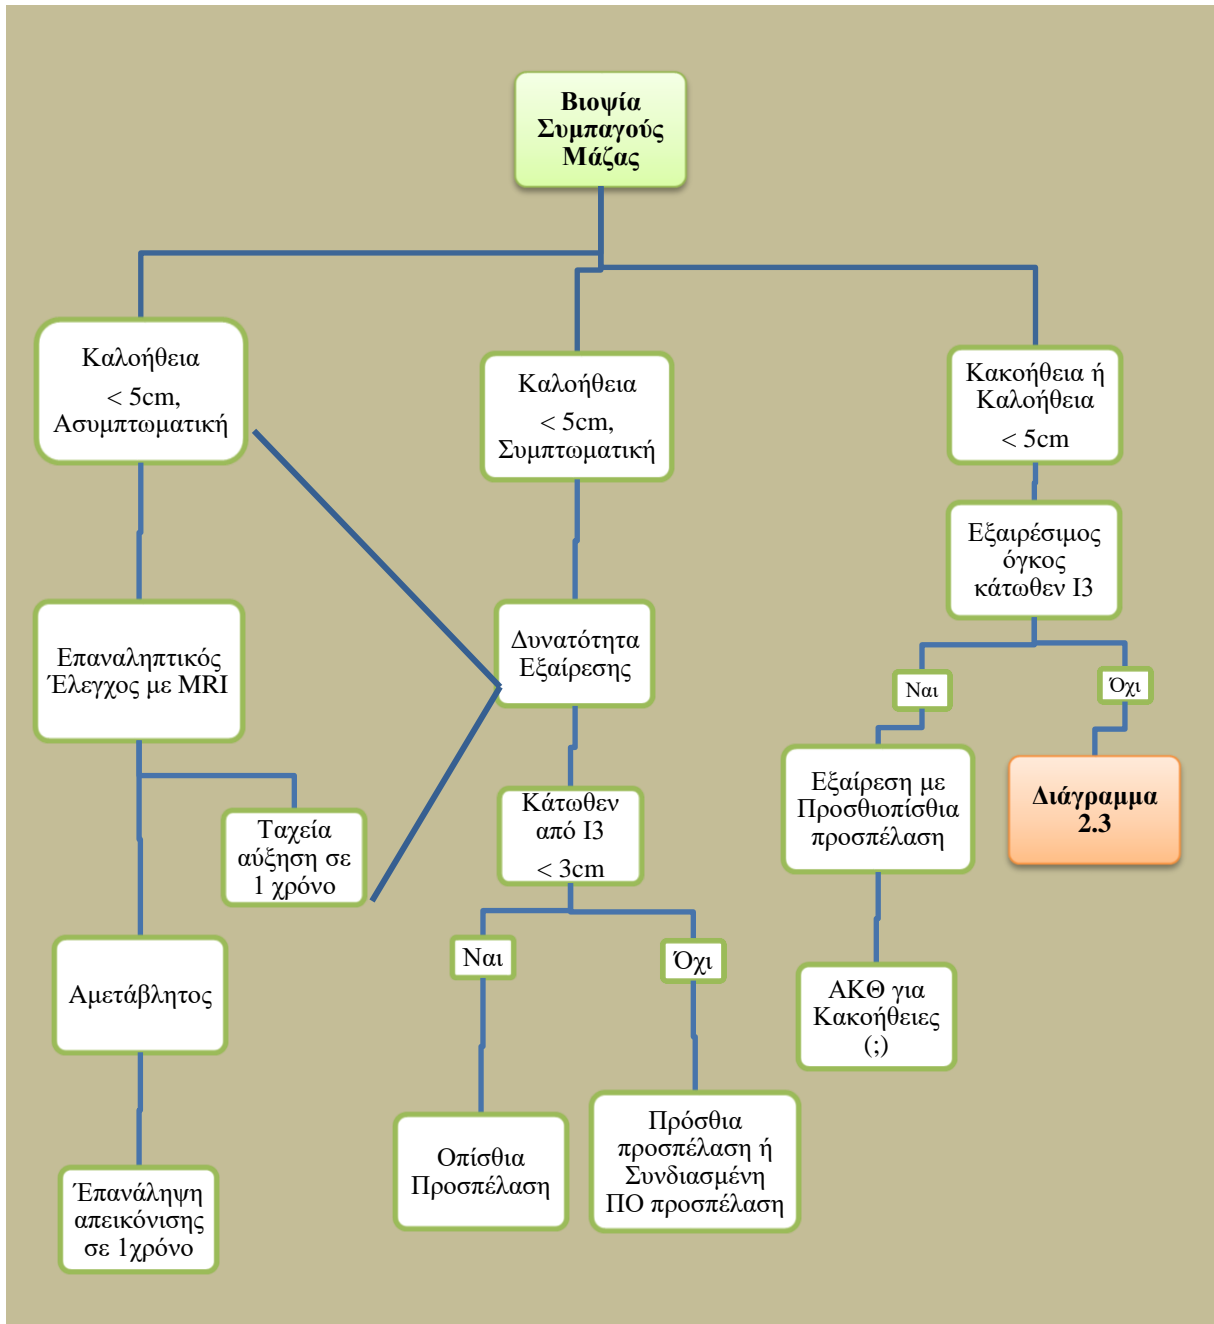 Βιοψία
Συμπαγούς
Μάζας
Καλοήθεια
< 5cm,
Ασυμπτωματική
Καλοήθεια
< 5cm,
Συμπτωματική
Κακοήθεια ή
Καλοήθεια
< 5cm
Εξαιρέσιμος
όγκος
κάτωθεν Ι3
Επαναληπτικός
Έλεγχος με MRI
Δυνατότητα
Εξαίρεσης
Ναι
Όχι
Εξαίρεση με
Προσθιοπίσθια
προσπέλαση
Διάγραμμα
2.3
Ταχεία
αύξηση σε
1 χρόνο
Κάτωθεν
από Ι3
< 3cm
Αμετάβλητος
Ναι
Όχι
ΑΚΘ για
Κακοήθειες
(;)
Έπανάληψη
απεικόνισης
σε 1χρόνο
Οπίσθια
Προσπέλαση
Πρόσθια
προσπέλαση ή
Συνδιασμένη
ΠΟ προσπέλαση